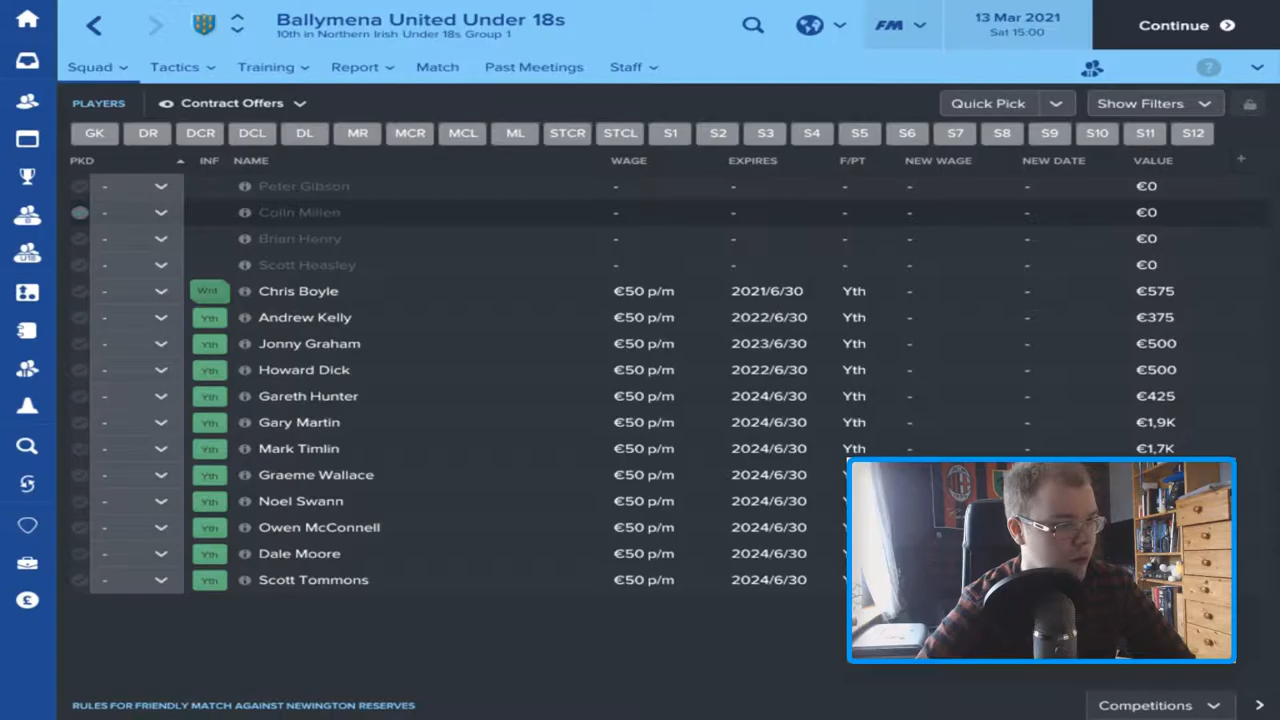 Ballymena United Under 18s
10th in Northern Irish Under 18s Group 1
FM
13 Mar 2021
Sat 15:00
Continue
Squad Tactics Training Report Match Past Meetings Staff ?
PLAYERS Contract Offers Quick Pick Show Filters
GK DR DCR DCL DL MR MCR MCL ML STCR STCL S1 S2 S3 S4 S5 S6 S7 S8 S9 S10 S11 S12
PKD INF NAME WAGE EXPIRES F/PT NEW WAGE NEW DATE VALUE +
- Peter Gibson - - - - - €0
- Colin Millen - - - - - €0
- Brian Henry - - - - - €0
- Scott Heasley - - - - - €0
- Wnt Chris Boyle €50 p/m 2021/6/30 Yth - - €575
- Yth Andrew Kelly €50 p/m 2022/6/30 Yth - - €375
- Yth Jonny Graham €50 p/m 2023/6/30 Yth - - €500
- Yth Howard Dick €50 p/m 2022/6/30 Yth - - €500
- Yth Gareth Hunter €50 p/m 2024/6/30 Yth - - €425
- Yth Gary Martin €50 p/m 2024/6/30 Yth - - €1,9K
- Yth Mark Timlin €50 p/m 2024/6/30 Yth - - €1,7K
- Yth Graeme Wallace €50 p/m 2024/6/30
- Yth Noel Swann €50 p/m 2024/6/30
- Yth Owen McConnell €50 p/m 2024/6/30
- Yth Dale Moore €50 p/m 2024/6/30
- Yth Scott Tommons €50 p/m 2024/6/30
RULES FOR FRIENDLY MATCH AGAINST NEWINGTON RESERVES Competitions